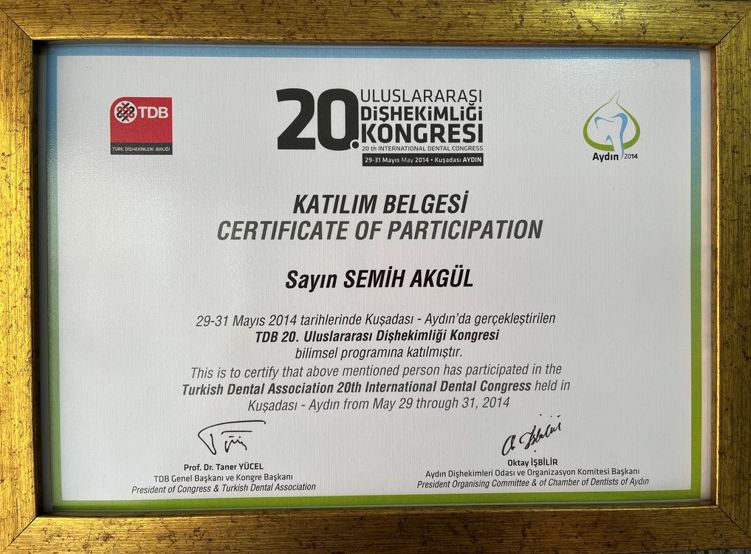 TDB
TÜRK DİŞHEKİMLERİ BİRLİĞİ
20. ULUSLARARASI
DİŞHEKİMLİĞİ
KONGRESİ
20 th INTERNATIONAL DENTAL CONGRESS
29-31 Mayıs May 2014 • Kuşadası AYDIN
Aydın 2014
KATILIM BELGESİ
CERTIFICATE OF PARTICIPATION
Sayın SEMİH AKGÜL
29-31 Mayıs 2014 tarihlerinde Kuşadası - Aydın'da gerçekleştirilen
TDB 20. Uluslararası Dişhekimliği Kongresi
bilimsel programına katılmıştır.
This is to certify that above mentioned person has participated in the
Turkish Dental Association 20th International Dental Congress held in
Kuşadası - Aydın from May 29 through 31, 2014
Prof. Dr. Taner YÜCEL
TDB Genel Başkanı ve Kongre Başkanı
President of Congress & Turkish Dental Association
Oktay İŞBİLİR
Aydın Dişhekimleri Odası ve Organizasyon Komitesi Başkanı
President Organising Committee & of Chamber of Dentists of Aydın